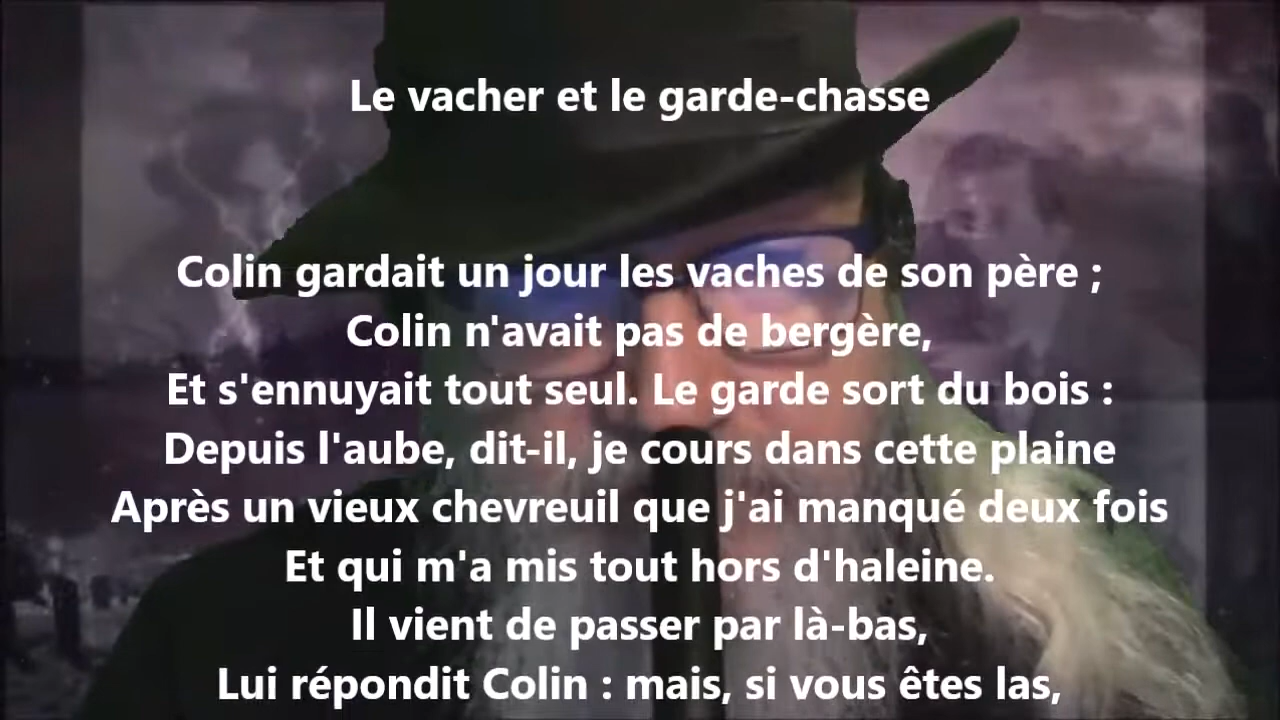 Le vacher et le garde-chasse
Colin gardait un jour les vaches de son père ;
Colin n'avait pas de bergère,
Et s'ennuyait tout seul. Le garde sort du bois :
Depuis l'aube, dit-il, je cours dans cette plaine
Après un vieux chevreuil que j'ai manqué deux fois
Et qui m'a mis tout hors d'haleine.
Il vient de passer par là-bas,
Lui répondit Colin : mais, si vous êtes las,